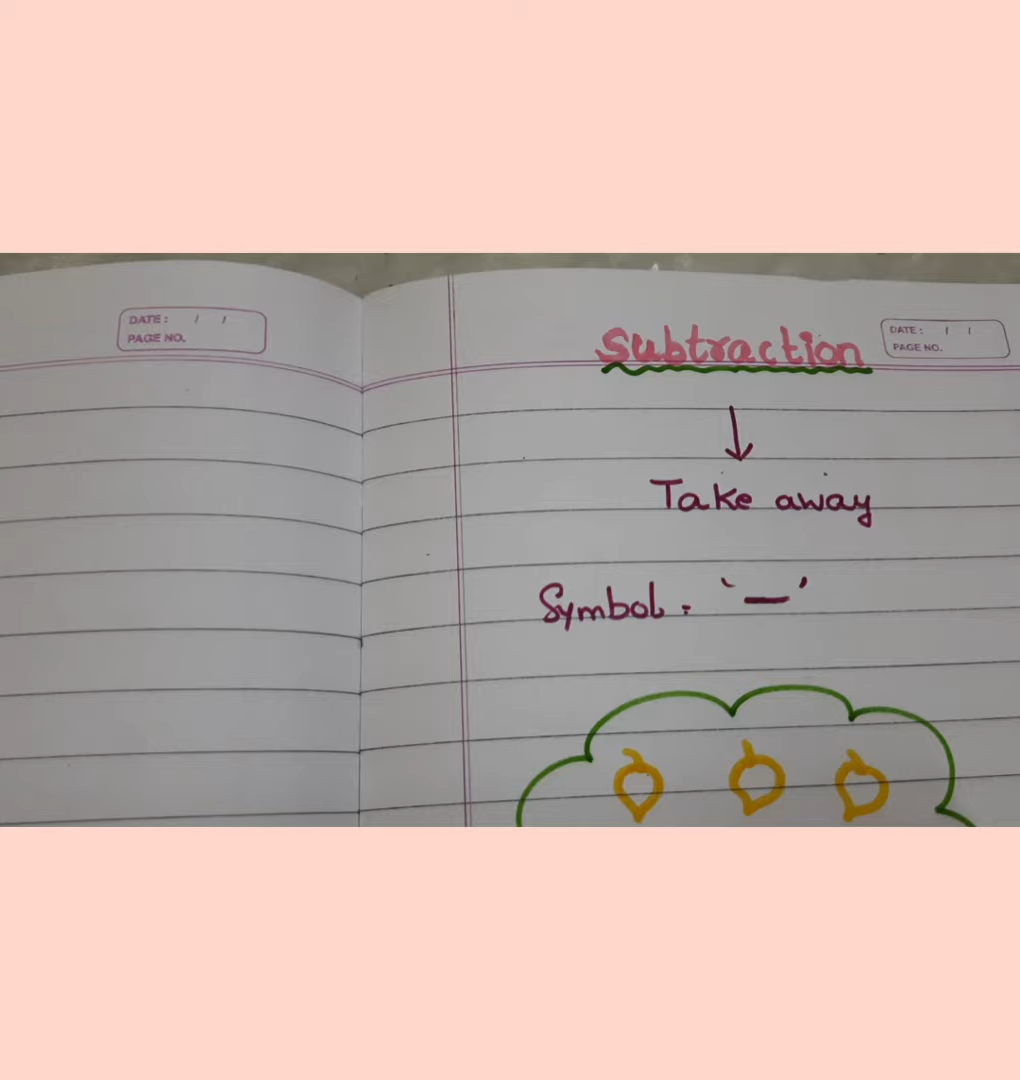 DATE: / /
PAGE NO.
Subtraction
DATE: / /
PAGE NO.
↓
Take away
Symbol : ‘—’